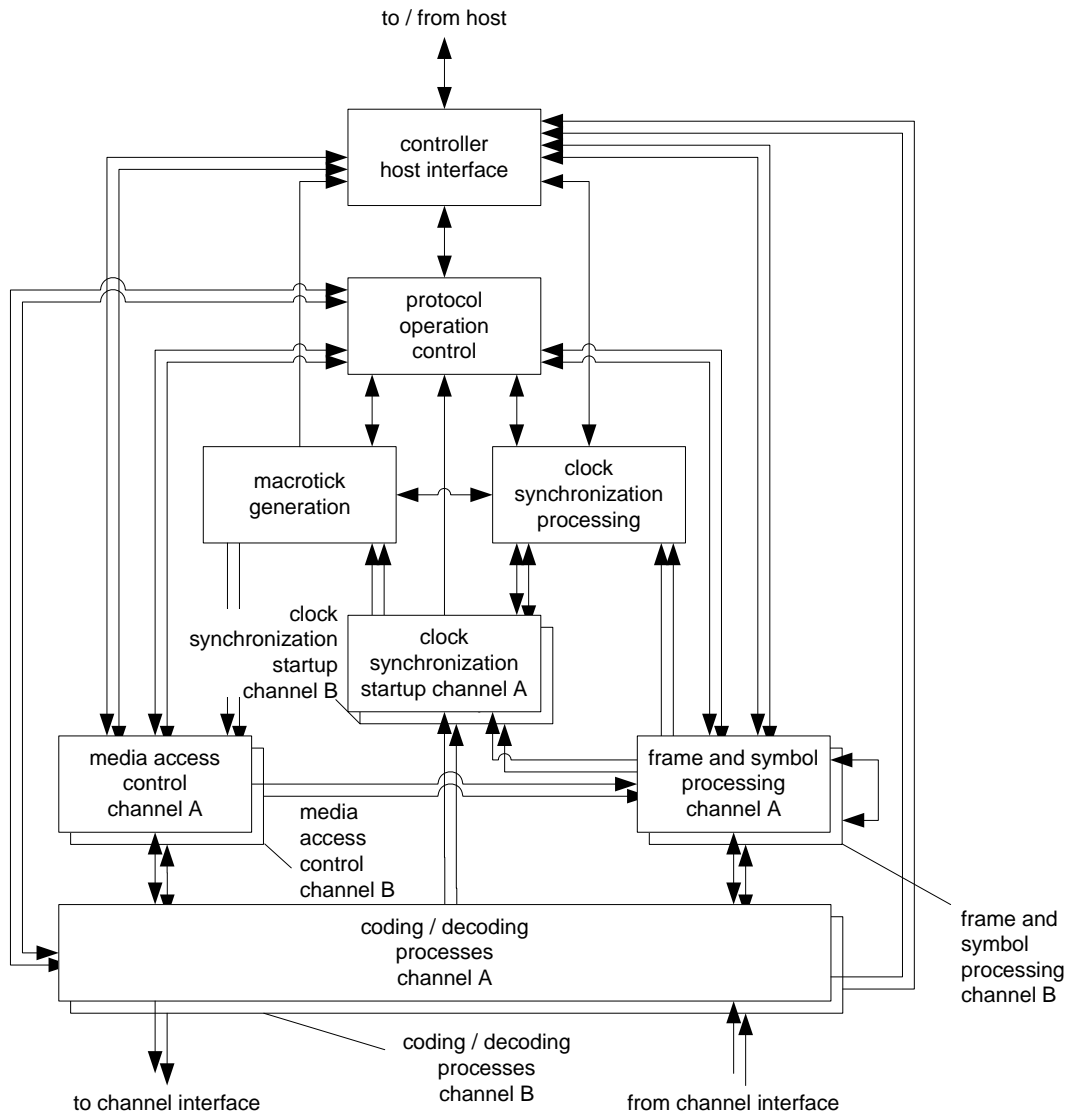 to / from host
controller
host interface
protocol
operation
control
macrotick
generation
clock
synchronization
processing
clock
synchronization
startup
channel B
clock
synchronization
startup channel A
media access
control
channel A
frame and symbol
processing
channel A
media
access
control
channel B
coding / decoding
processes
channel A
frame and
symbol
processing
channel B
coding / decoding
processes
channel B
to channel interface
from channel interface